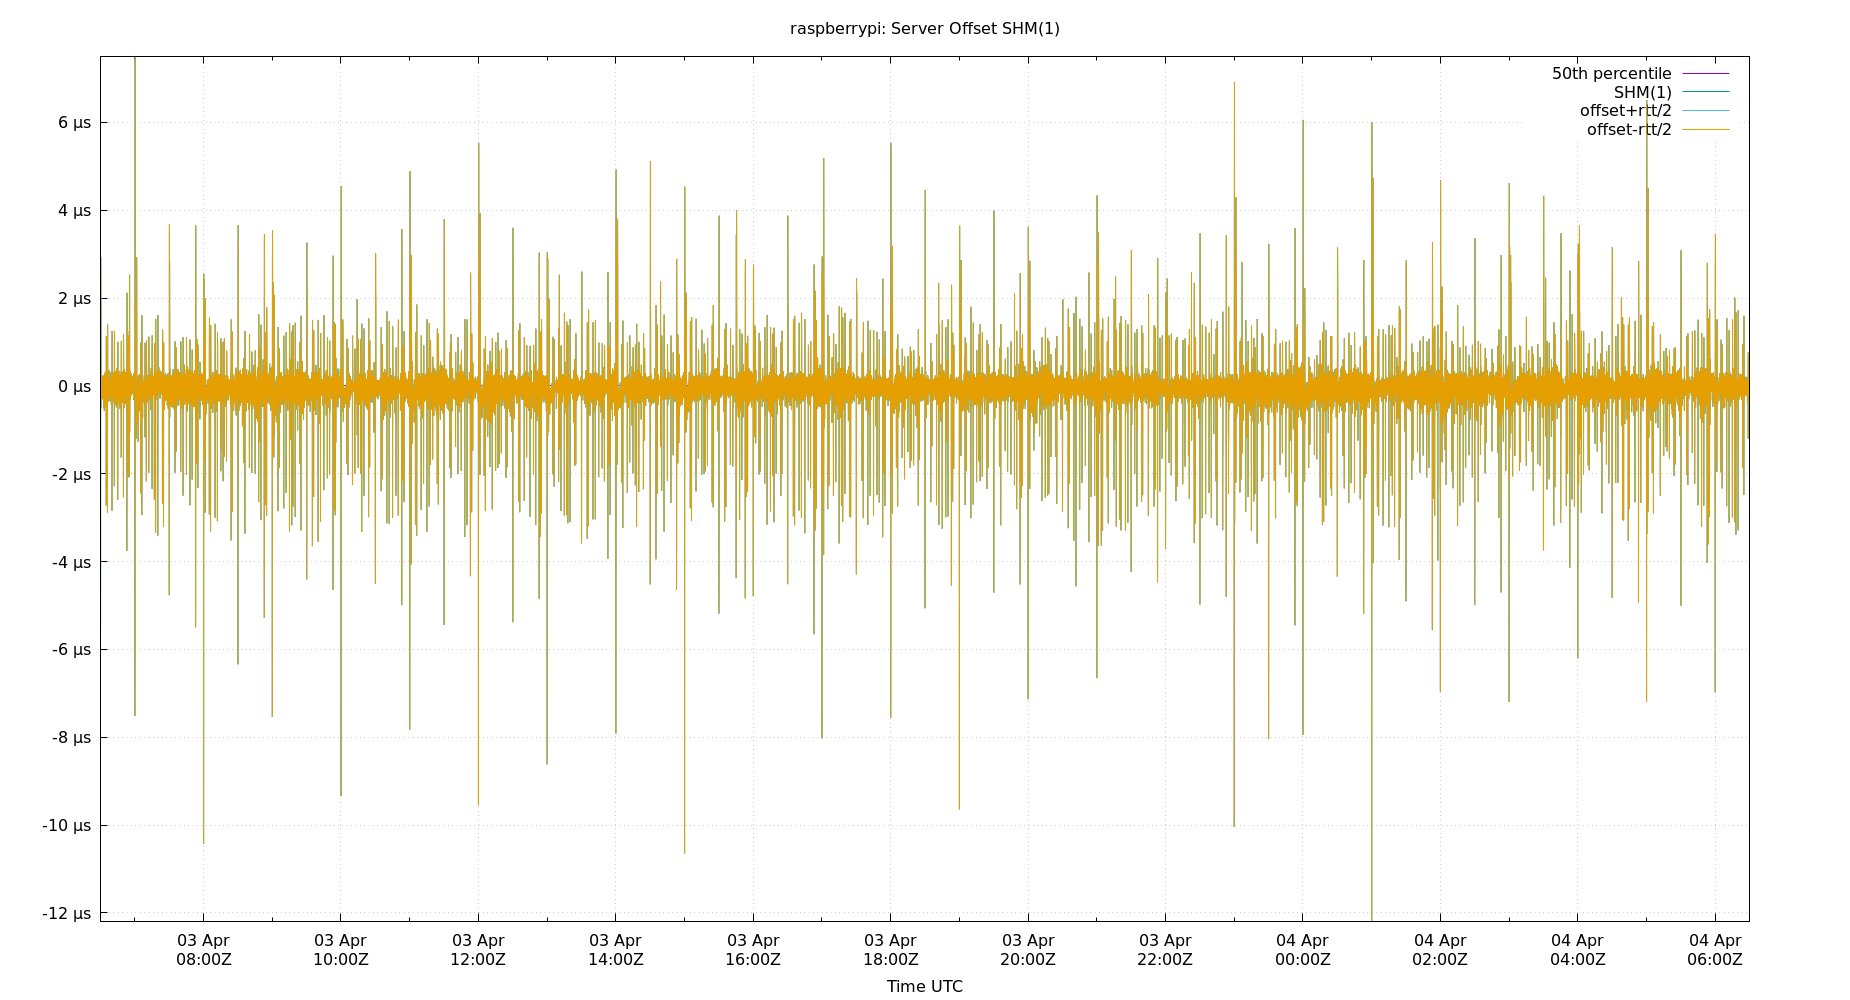 raspberrypi: Server Offset SHM(1)
50th percentile
SHM(1)
offset+rtt/2
offset-rtt/2
6 µs
4 µs
2 µs
0 µs
-2 µs
-4 µs
-6 µs
-8 µs
-10 µs
-12 µs
03 Apr 03 Apr 03 Apr 03 Apr 03 Apr 03 Apr 03 Apr 03 Apr 04 Apr 04 Apr 04 Apr 04 Apr
08:00Z 10:00Z 12:00Z 14:00Z 16:00Z 18:00Z 20:00Z 22:00Z 00:00Z 02:00Z 04:00Z 06:00Z
Time UTC